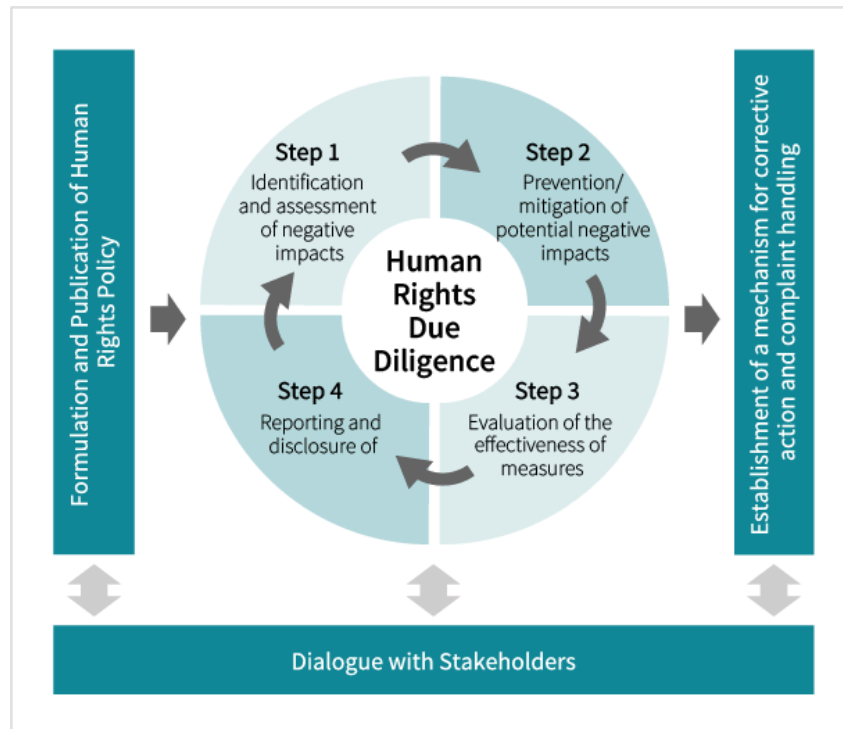 Formulation and Publication of Human
Rights Policy
Step 1
Identification
and assessment
of negative
impacts
Step 2
Prevention/
mitigation of
potential negative
impacts
Human
Rights
Due
Diligence
Step 3
Evaluation of the
effectiveness of
measures
Step 4
Reporting and
disclosure of
Establishment of a mechanism for corrective
action and complaint handling
Dialogue with Stakeholders